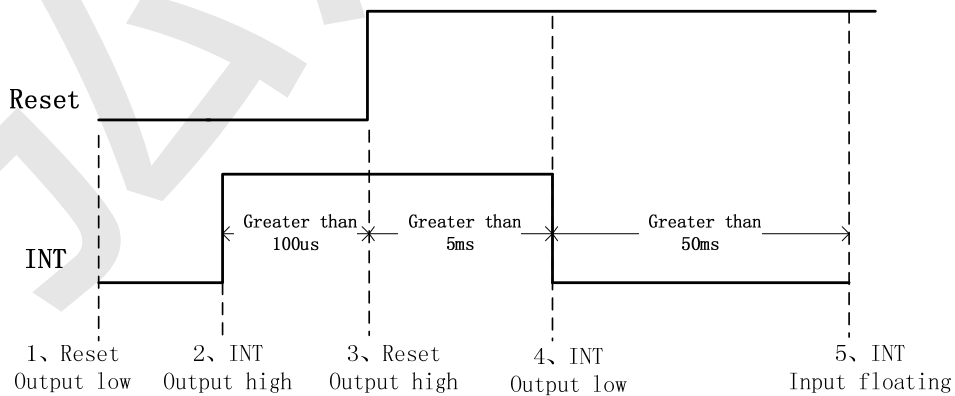 Reset
Greater than
100us
Greater than
5ms
Greater than
50ms
INT
1、Reset
Output low
2、INT
Output high
3、Reset
Output high
4、INT
Output low
5、INT
Input floating